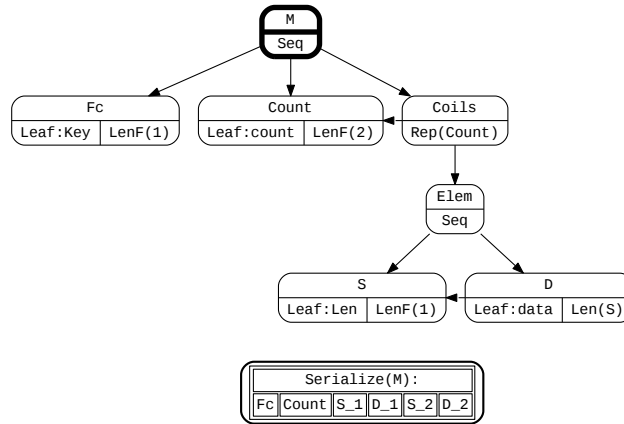 M
Seq
Fc
Leaf:Key LenF(1)
Count
Leaf:count LenF(2)
Coils
Rep(Count)
Elem
Seq
S
Leaf:Len LenF(1)
D
Leaf:data Len(S)
Serialize(M):
Fc Count S_1 D_1 S_2 D_2